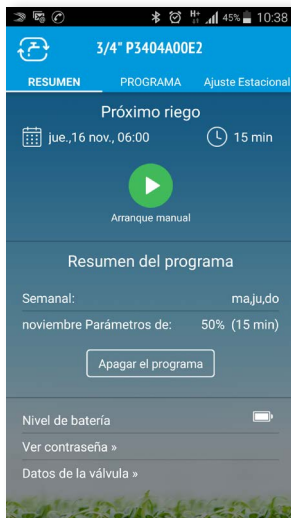 45% 10:38
3/4" P3404A00E2
RESUMEN PROGRAMA Ajuste Estacional
Próximo riego
jue.,16 nov., 06:00 15 min
Arranque manual
Resumen del programa
Semanal: ma,ju,do
noviembre Parámetros de: 50% (15 min)
Apagar el programa
Nivel de batería
Ver contraseña »
Datos de la válvula »